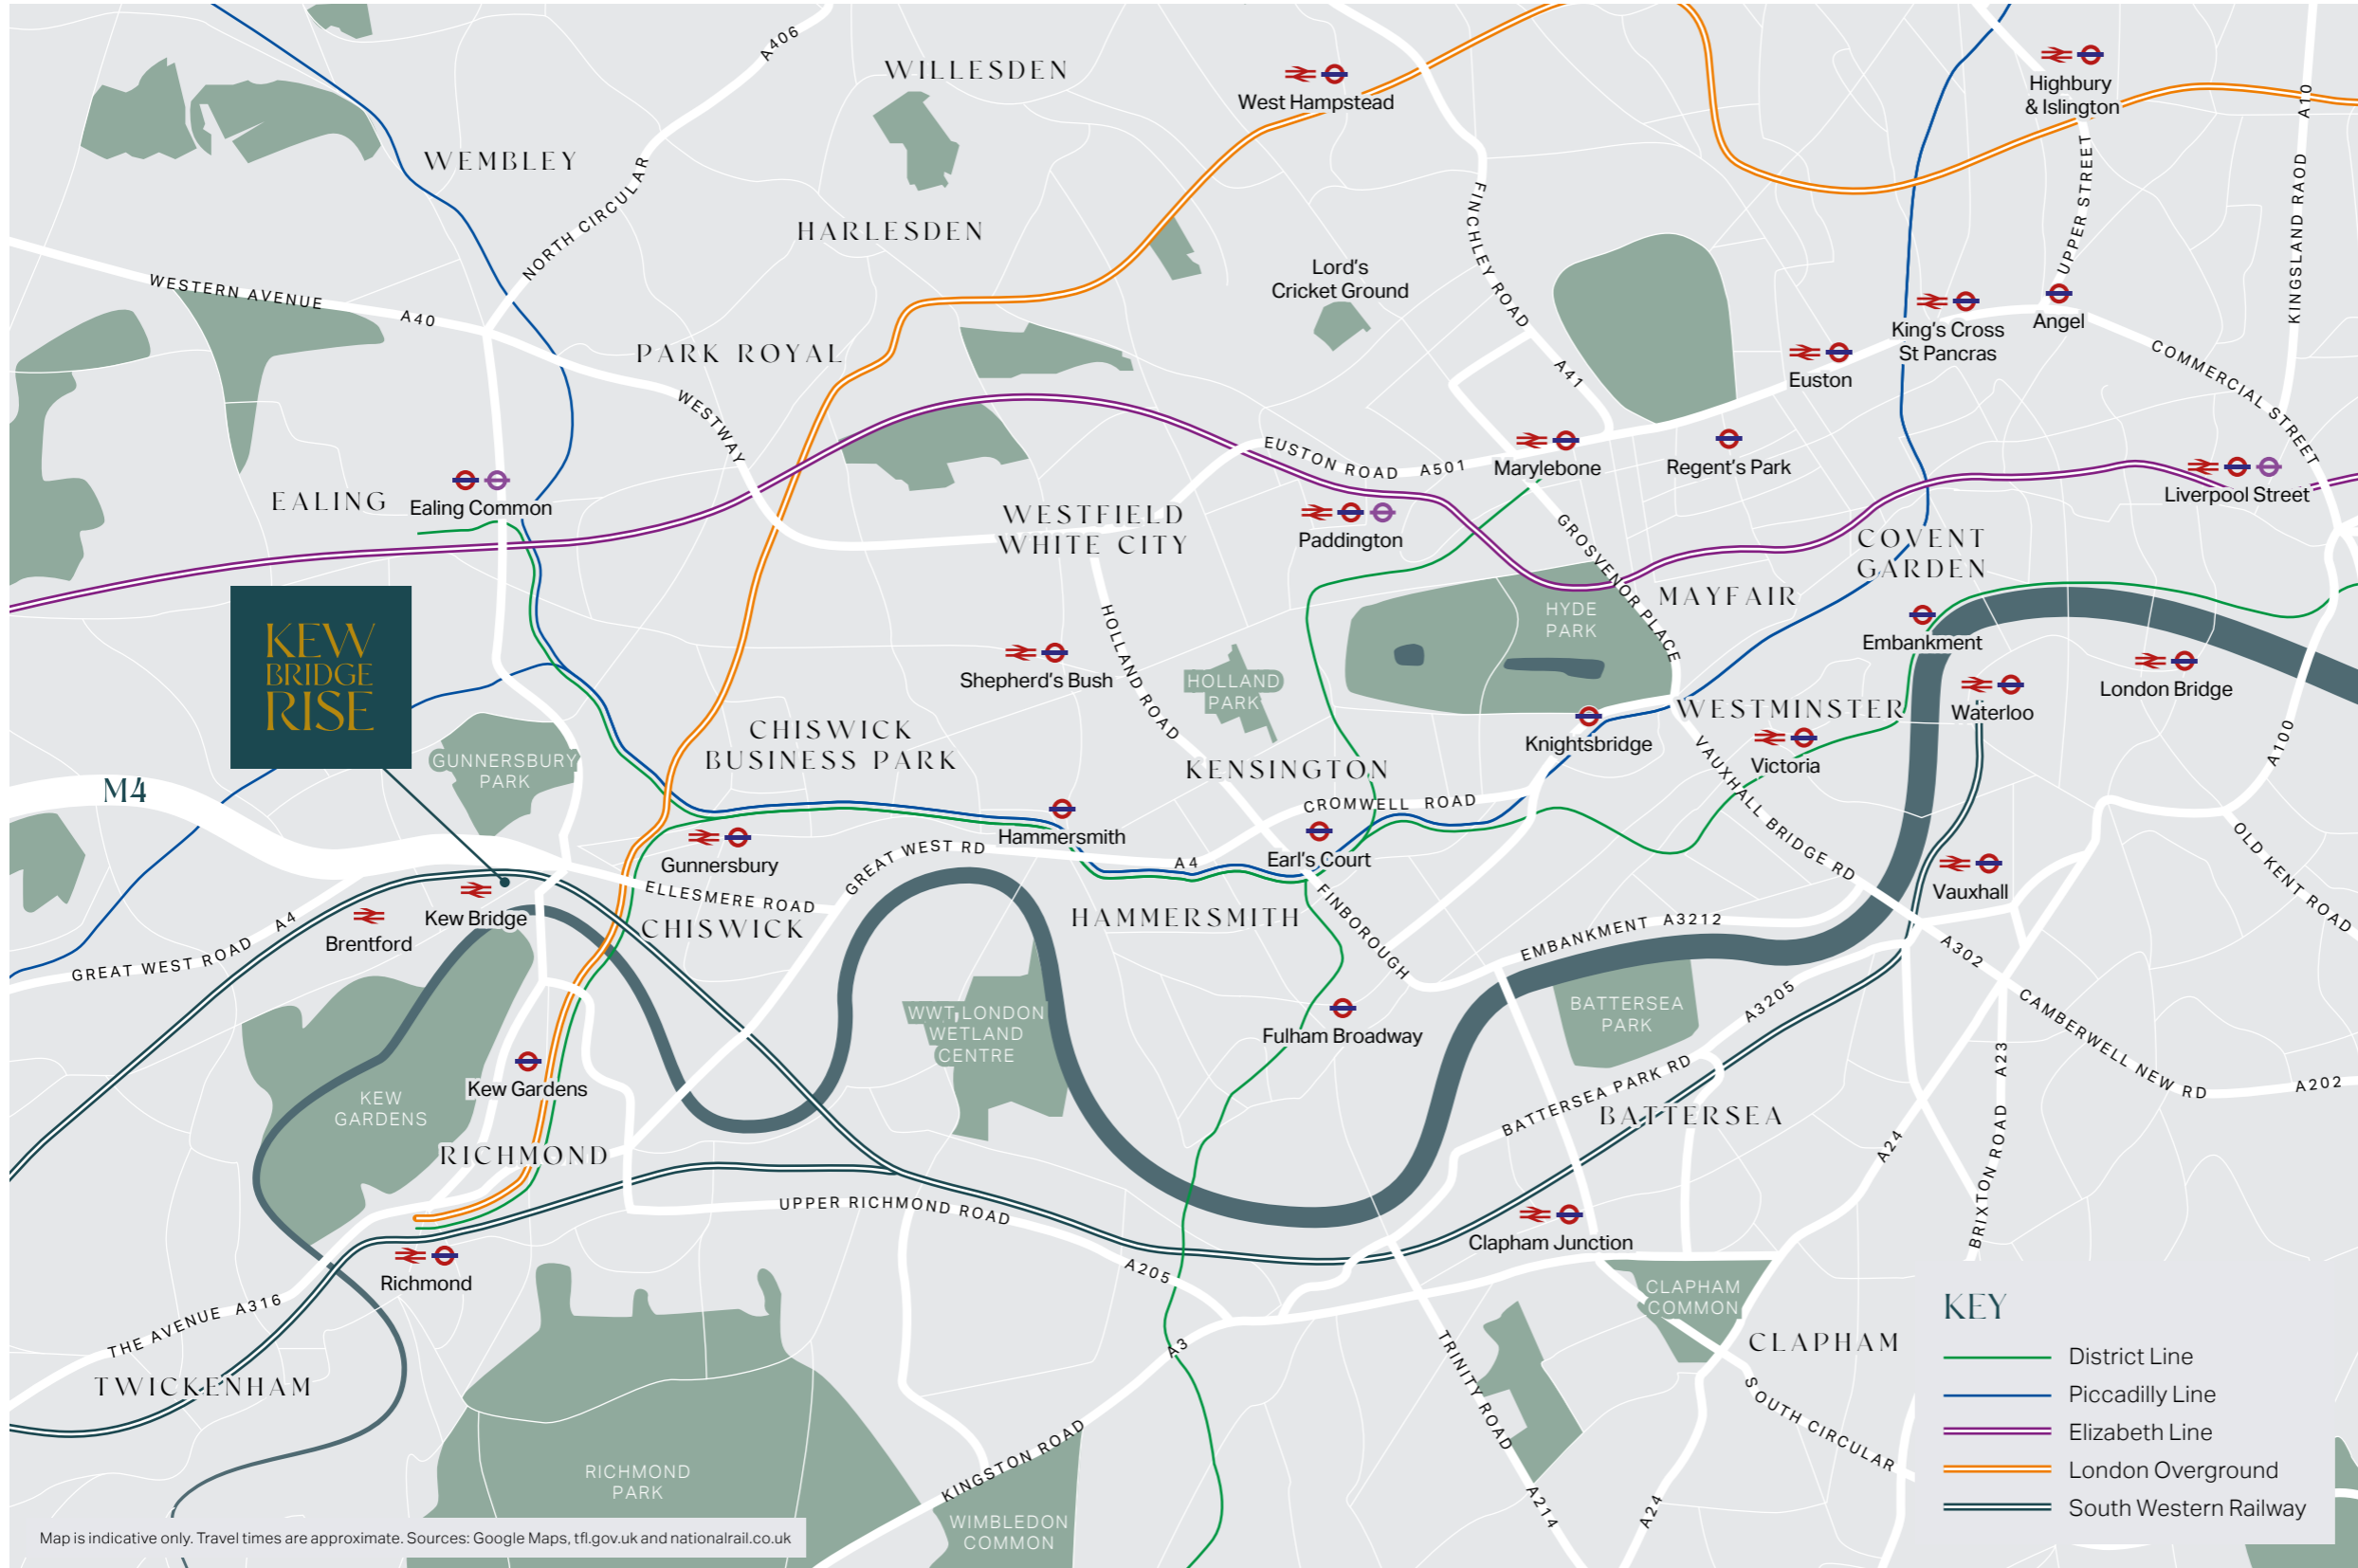 A406
WILLESDEN
West Hampstead
Highbury
& Islington
A10
WEMBLEY
NORTH CIRCULAR
HARLESDEN
FINCHLEY ROAD
UPPER STREET
KINGSLAND RAOD
WESTERN AVENUE
A40
Lord's
Cricket Ground
King's Cross
St Pancras
Angel
PARK ROYAL
A41
Euston
COMMERCIAL STREET
WESTWAY
EUSTON ROAD
A501
Marylebone
Regent's Park
Liverpool Street
EALING
Ealing Common
WESTFIELD
WHITE CITY
Paddington
GROSVENOR PLACE
COVENT
GARDEN
MAYFAIR
HYDE
PARK
KEW
BRIDGE
RISE
Embankment
Shepherd's Bush
HOLLAND ROAD
HOLLAND
PARK
London Bridge
WESTMINSTER
Waterloo
CHISWICK
BUSINESS PARK
Knightsbridge
Victoria
A100
GUNNERSBURY
PARK
KENSINGTON
M4
CROMWELL ROAD
VAUXHALL BRIDGE RD
Hammersmith
Gunnersbury
GREAT WEST RD
A4
Earl's Court
OLD KENT ROAD
Vauxhall
ELLESMERE ROAD
Kew Bridge
Brentford
CHISWICK
HAMMERSMITH
FINBOROUGH
EMBANKMENT A3212
GREAT WEST ROAD
A4
A302
WWT LONDON
WETLAND
CENTRE
BATTERSEA
PARK
A3205
CAMBERWELL NEW RD
A202
Fulham Broadway
Kew Gardens
KEW
GARDENS
BATTERSEA PARK RD
BATTERSEA
A23
BRIXTON ROAD
A24
RICHMOND
UPPER RICHMOND ROAD
Clapham Junction
Richmond
A205
CLAPHAM
COMMON
THE AVENUE A316
A3
CLAPHAM
TRINITY ROAD
TWICKENHAM
SOUTH CIRCULAR
KINGSTON ROAD
RICHMOND
PARK
A214
A24
WIMBLEDON
COMMON
KEY
District Line
Piccadilly Line
Elizabeth Line
London Overground
South Western Railway
Map is indicative only. Travel times are approximate. Sources: Google Maps, tfl.gov.uk and nationalrail.co.uk